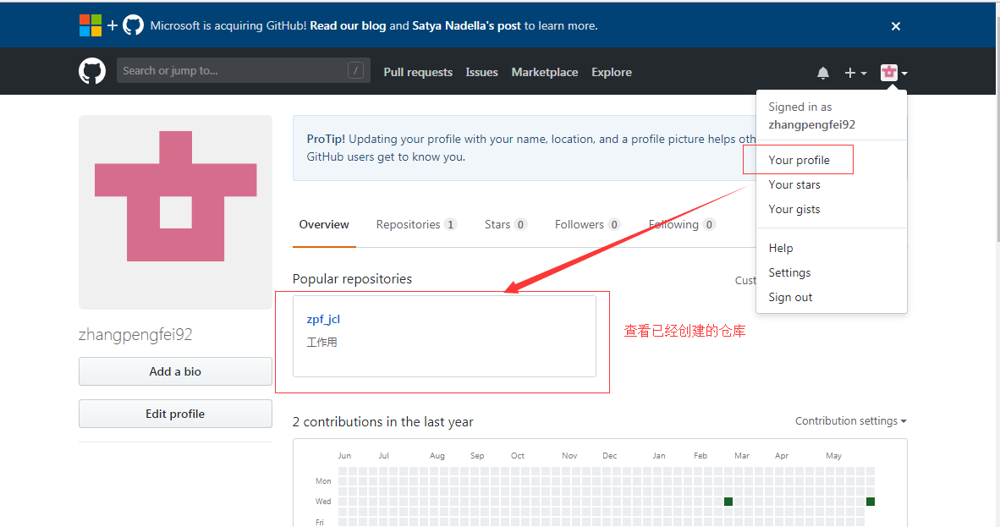 Microsoft is acquiring GitHub! Read our blog and Satya Nadella's post to learn more.
Search or jump to... /
Pull requests Issues Marketplace Explore
Signed in as
zhangpengfei92
Your profile
Your stars
Your gists
Help
Settings
Sign out
ProTip! Updating your profile with your name, location, and a profile picture helps oth
GitHub users get to know you.
Overview Repositories 1 Stars 0 Followers 0 Following 0
Popular repositories
Cust
zpf_jcl
工作用
查看已经创建的仓库
zhangpengfei92
Add a bio
Edit profile
2 contributions in the last year
Contribution settings
Jun Jul Aug Sep Oct Nov Dec Jan Feb Mar Apr May
Mon
Wed
Fri